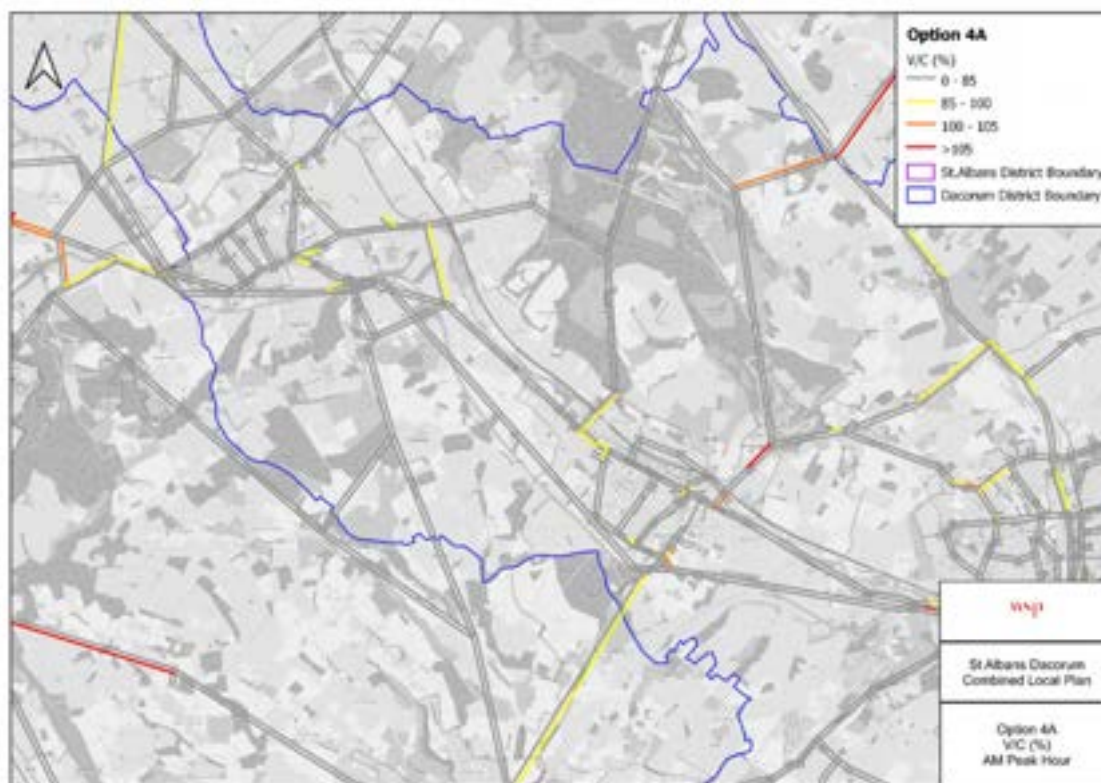 Option 4A
V/C (%)
0 - 85
85 - 100
100 - 105
>105
St.Albans District Boundary
Dacorum District Boundary
wsp
St Albans Dacorum
Combined Local Plan
Option 4A
V/C (%)
AM Peak Hour